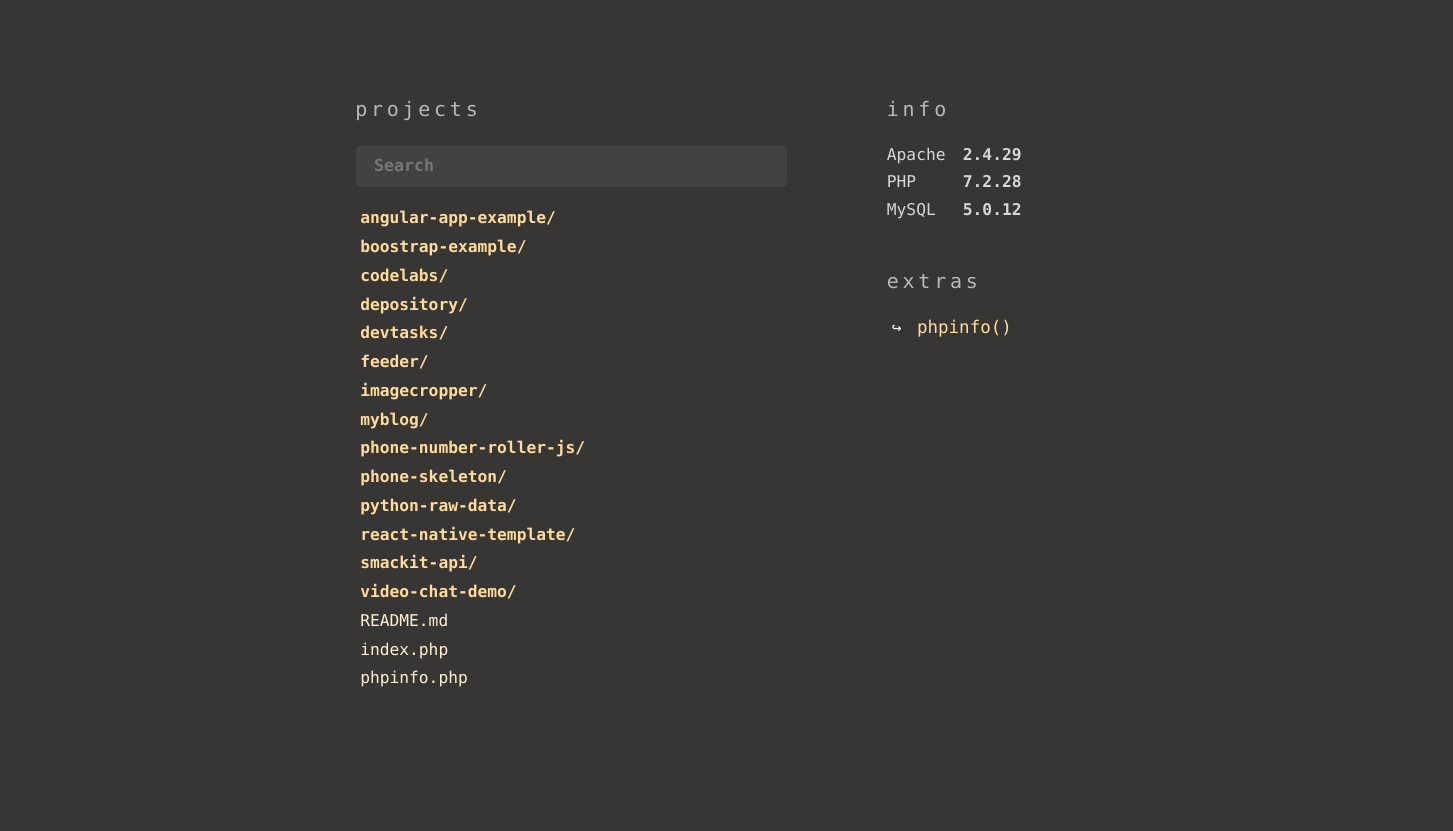 projects
Search
angular-app-example/
boostrap-example/
codelabs/
depository/
devtasks/
feeder/
imagecropper/
myblog/
phone-number-roller-js/
phone-skeleton/
python-raw-data/
react-native-template/
smackit-api/
video-chat-demo/
README.md
index.php
phpinfo.php
info
Apache 2.4.29
PHP 7.2.28
MySQL 5.0.12
extras
↪ phpinfo()